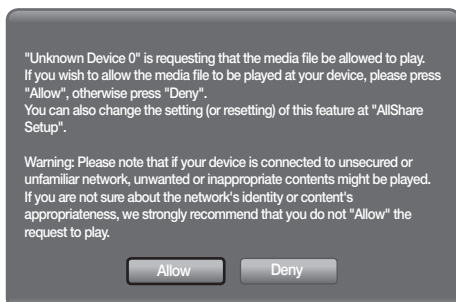 "Unknown Device 0" is requesting that the media file be allowed to play.
If you wish to allow the media file to be played at your device, please press
"Allow", otherwise press "Deny".
You can also change the setting (or resetting) of this feature at "AllShare
Setup".
Warning: Please note that if your device is connected to unsecured or
unfamiliar network, unwanted or inappropriate contents might be played.
If you are not sure about the network's identity or content's
appropriateness, we strongly recommend that you do not "Allow" the
request to play.
Allow
Deny